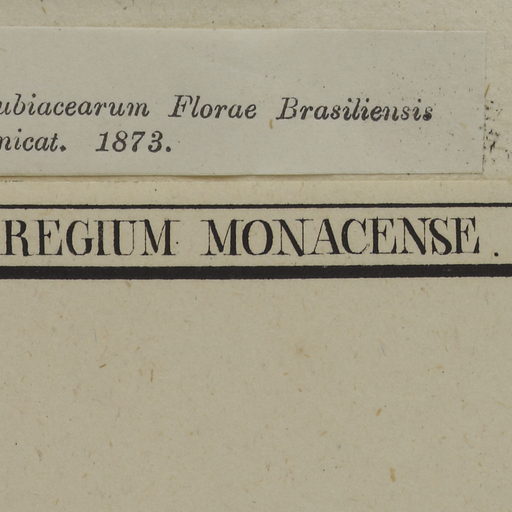 ubiacearum Florae Brasiliensis
nicat. 1873.
REGIUM MONACENSE.